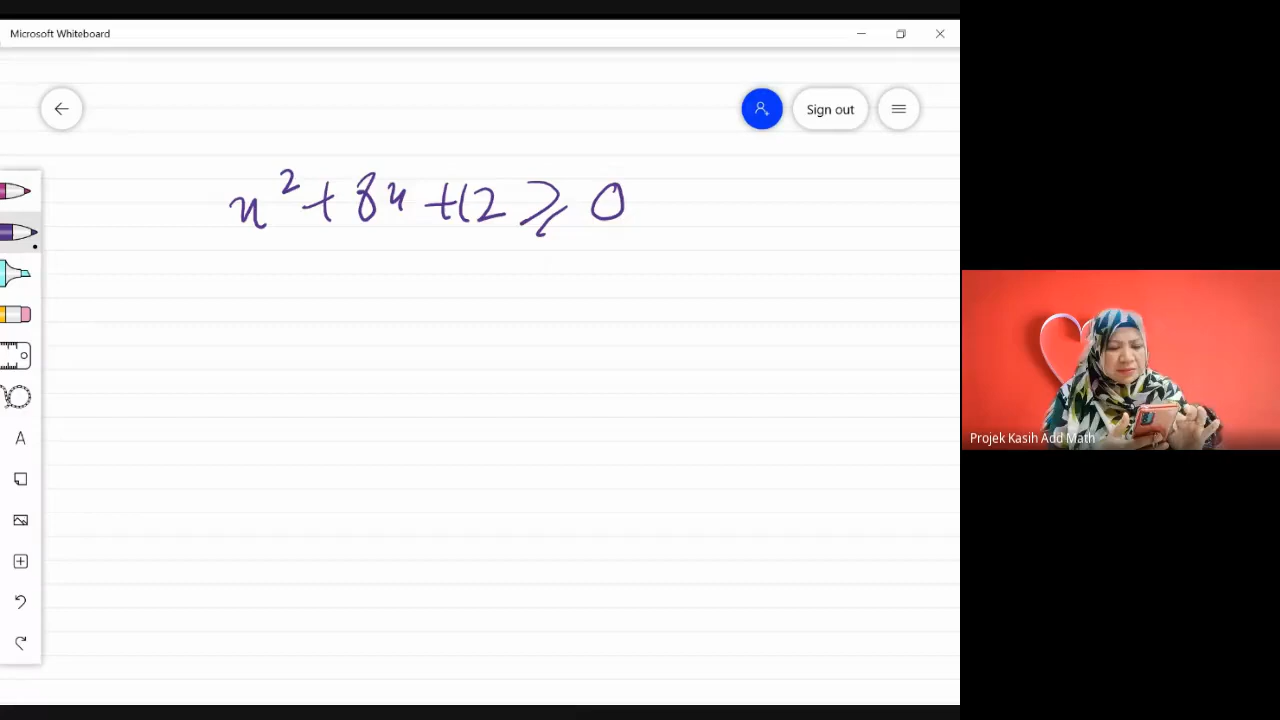 Microsoft Whiteboard
Sign out
x² + 8x + 12 ⩾ 0
A
Projek Kasih Add Math